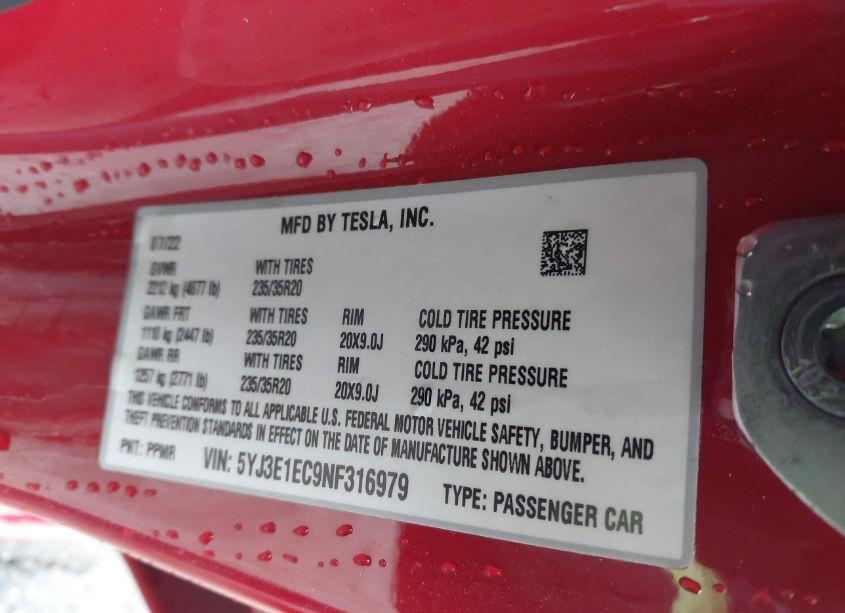 MFD BY TESLA, INC.
07/22
GVWR WITH TIRES
2212 kg (4877 lb) 235/35R20
GAWR FRT WITH TIRES RIM COLD TIRE PRESSURE
1110 kg (2447 lb) 235/35R20 20X9.0J 290 kPa, 42 psi
GAWR RR WITH TIRES RIM COLD TIRE PRESSURE
1257 kg (2771 lb) 235/35R20 20X9.0J 290 kPa, 42 psi
THIS VEHICLE CONFORMS TO ALL APPLICABLE U.S. FEDERAL MOTOR VEHICLE SAFETY, BUMPER, AND
THEFT PREVENTION STANDARDS IN EFFECT ON THE DATE OF MANUFACTURE SHOWN ABOVE.
PNT: PPMR VIN: 5YJ3E1EC9NF316979 TYPE: PASSENGER CAR